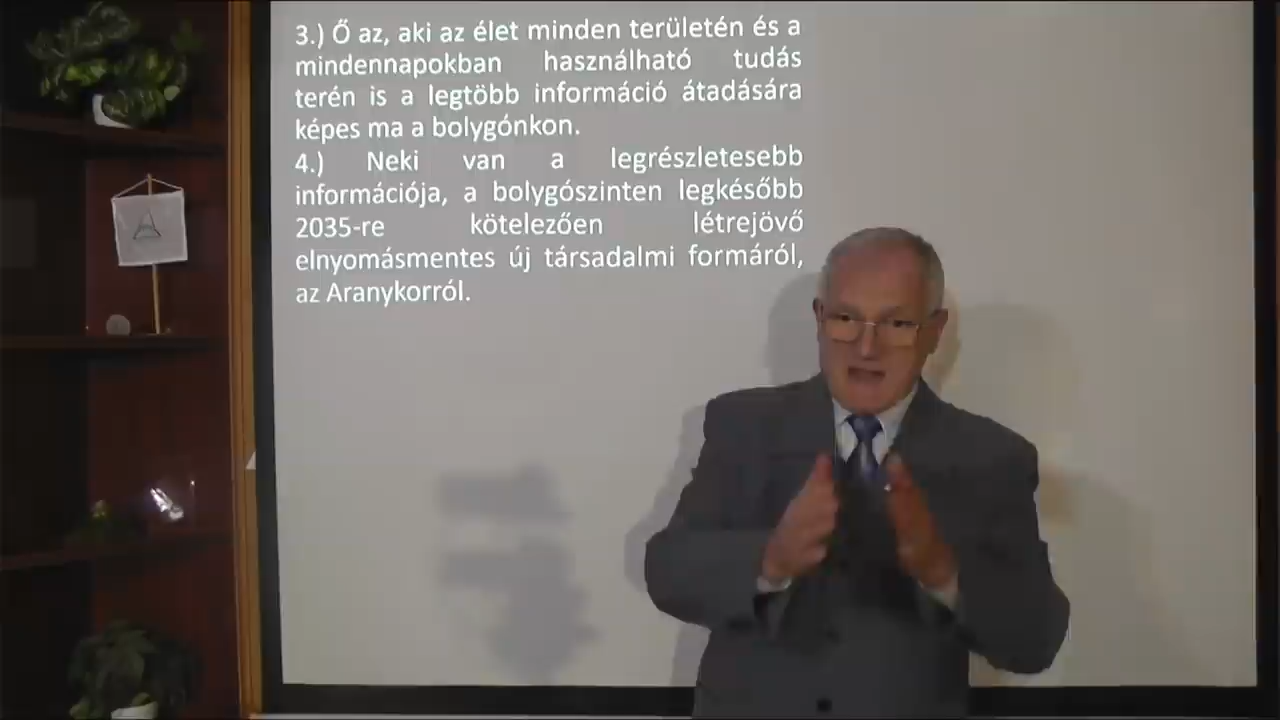 3.) Ő az, aki az élet minden területén és a
mindennapokban használható tudás
terén is a legtöbb információ átadására
képes ma a bolygónkon.
4.) Neki van a legrészletesebb
információja, a bolygószinten legkésőbb
2035-re kötelezően létrejövő
elnyomásmentes új társadalmi formáról,
az Aranykorról.